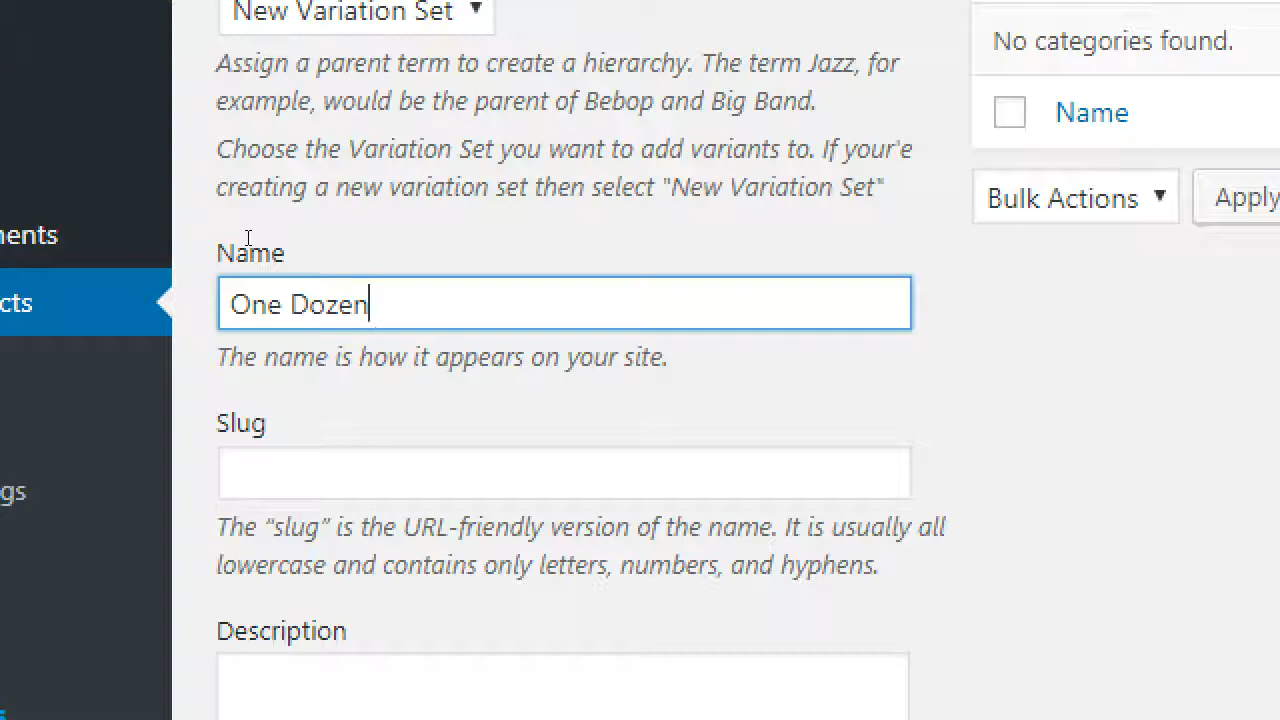 New Variation Set
Assign a parent term to create a hierarchy. The term Jazz, for
example, would be the parent of Bebop and Big Band.
Choose the Variation Set you want to add variants to. If your'e
creating a new variation set then select "New Variation Set"
Name
One Dozen
The name is how it appears on your site.
Slug
The “slug” is the URL-friendly version of the name. It is usually all
lowercase and contains only letters, numbers, and hyphens.
Description
No categories found.
Name
Bulk Actions
Apply
nents
cts
gs